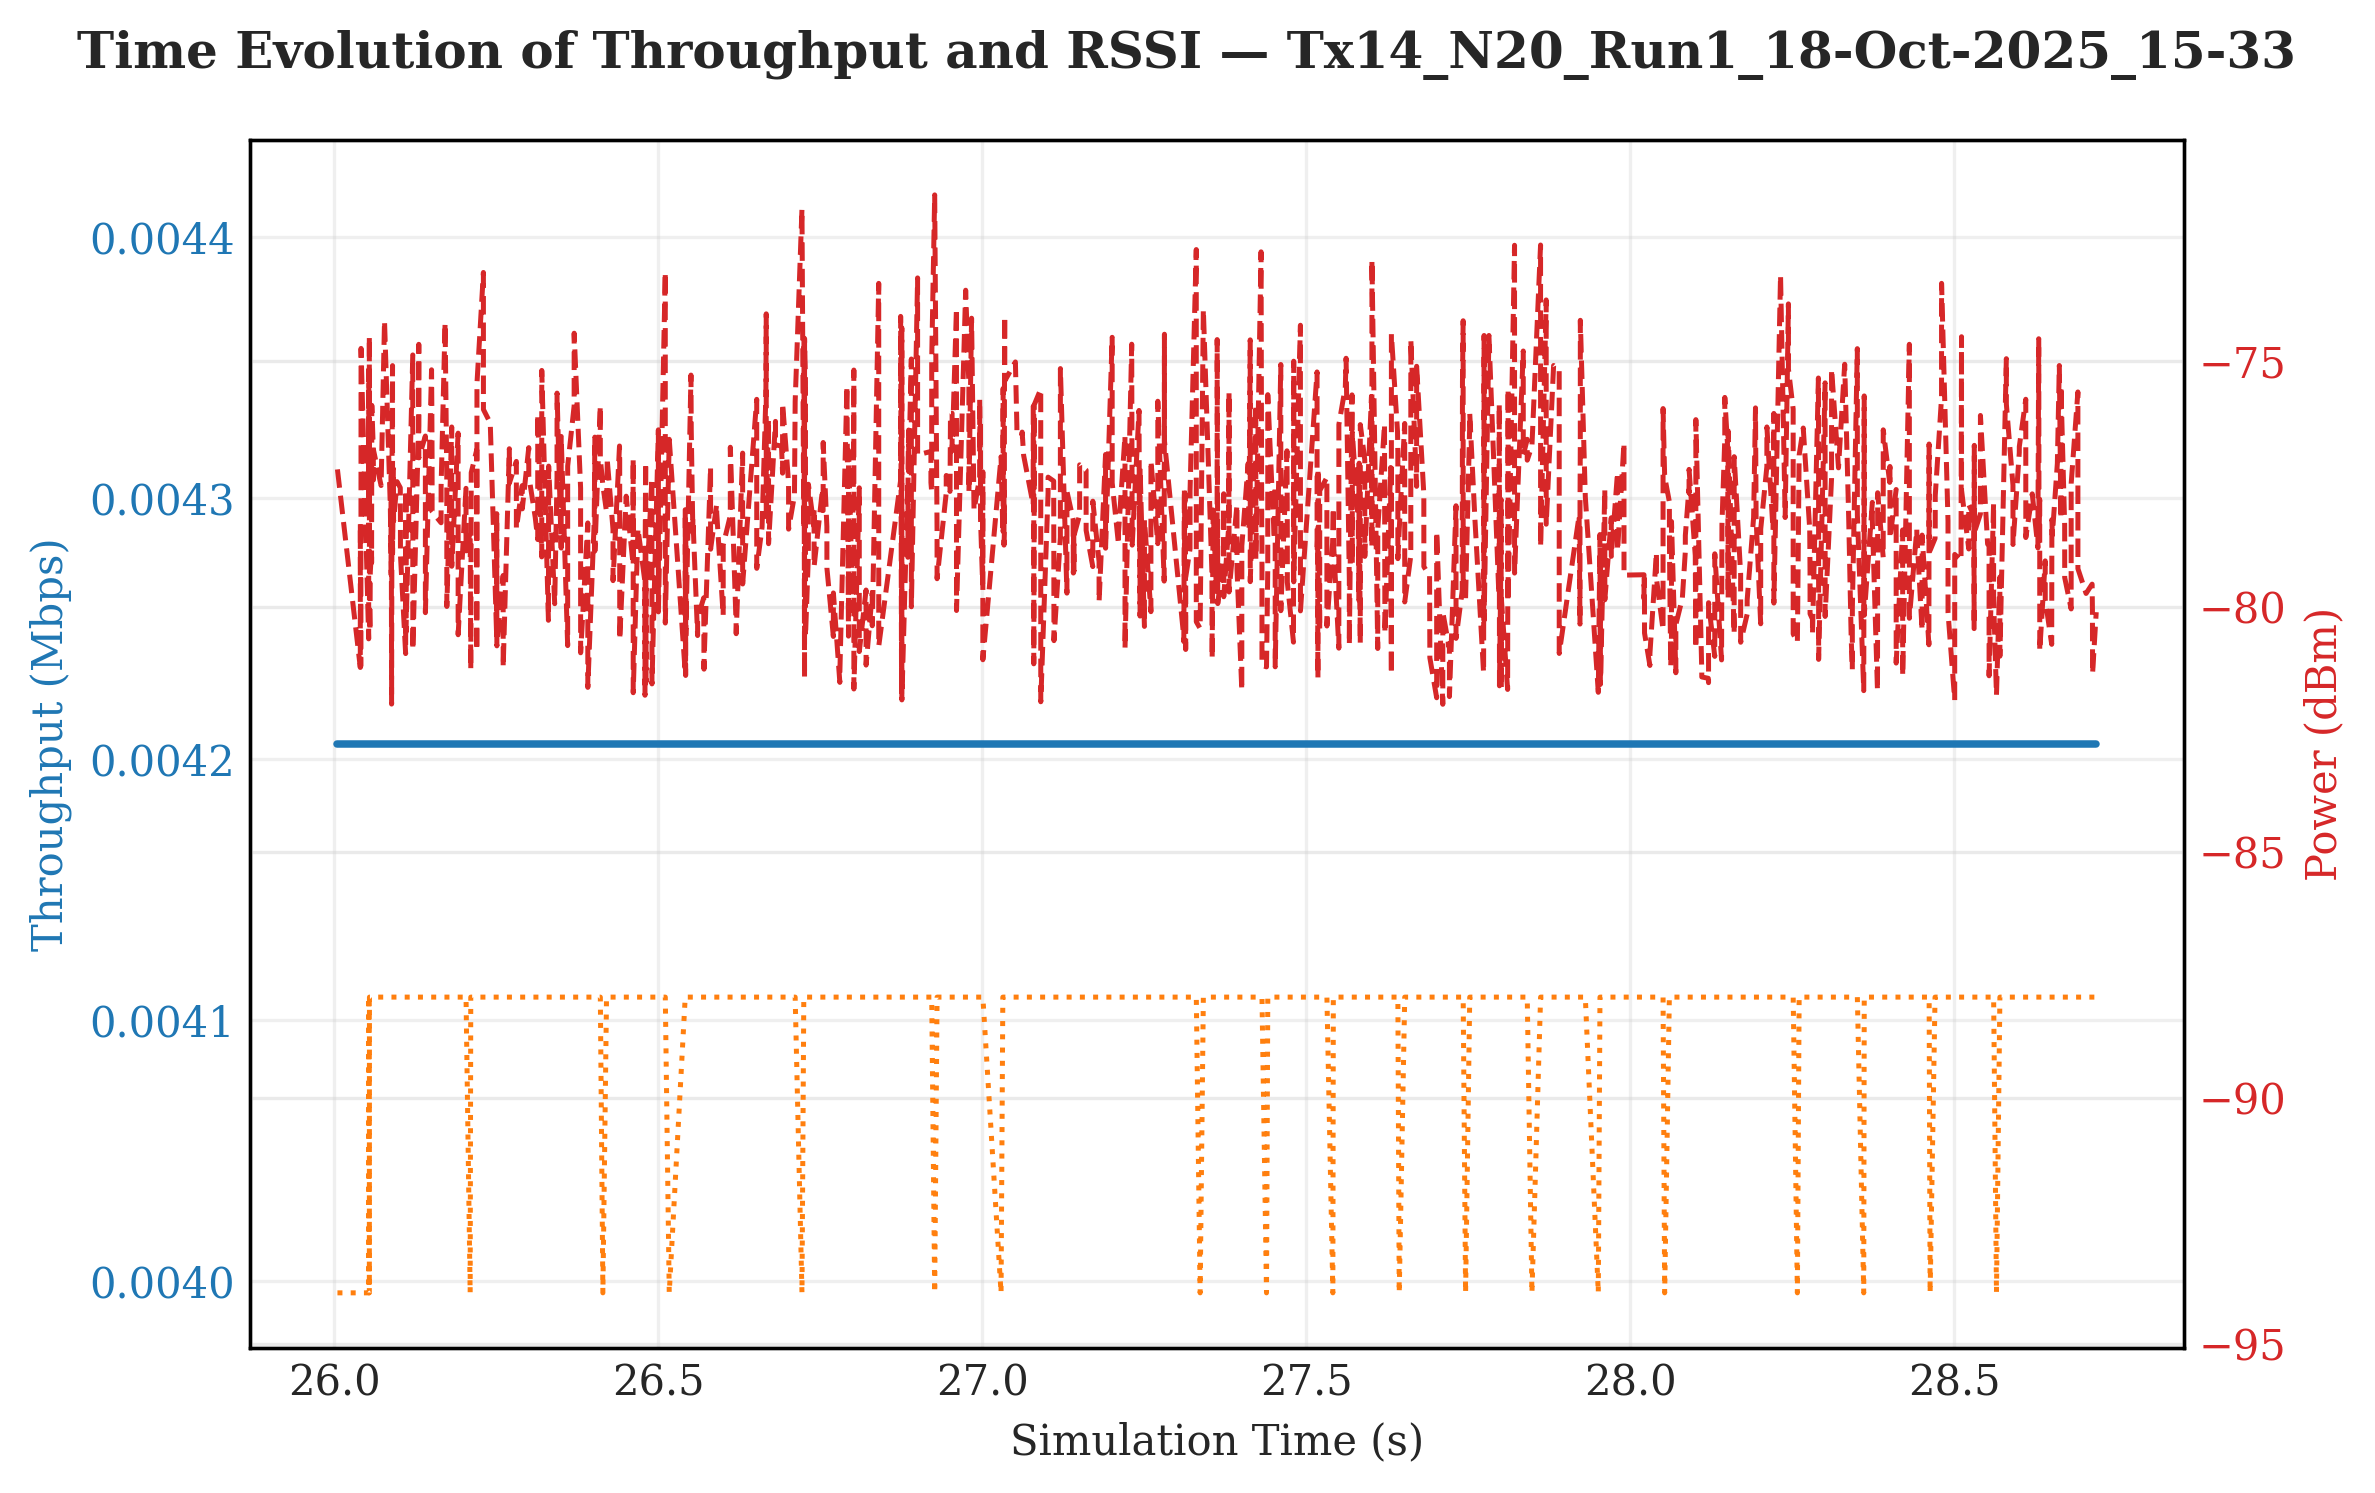 Time Evolution of Throughput and RSSI — Tx14_N20_Run1_18-Oct-2025_15-33
Throughput (Mbps)
0.0044
0.0043
0.0042
0.0041
0.0040
−75
−80
−85
−90
−95
Power (dBm)
26.0 26.5 27.0 27.5 28.0 28.5
Simulation Time (s)